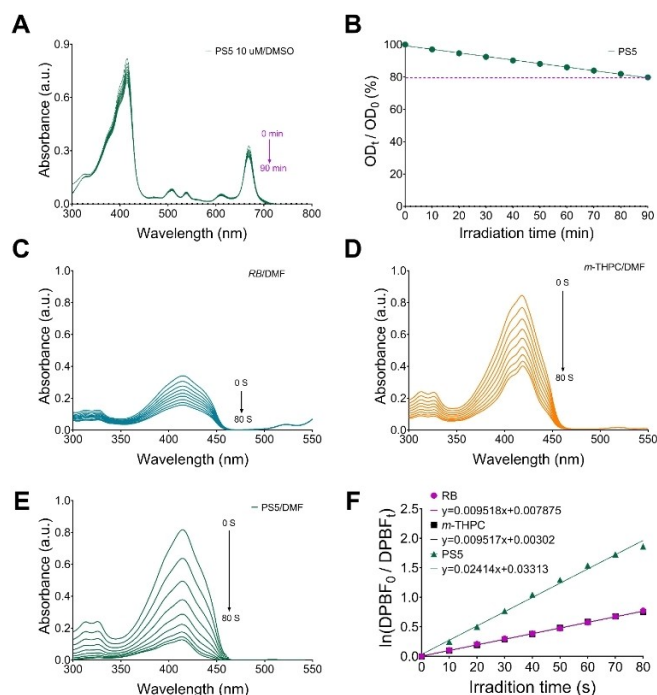 A
PS5 10 uM/DMSO
0 min
90 min
Absorbance (a.u.)
0.9
0.6
0.3
0.0
300 400 500 600 700 800
Wavelength (nm)
B
PS5
ODt / OD0 (%)
100
80
60
40
20
0
0 10 20 30 40 50 60 70 80 90
Irradiation time (min)
C
RB/DMF
0 S
80 S
Absorbance (a.u.)
1.0
0.8
0.6
0.4
0.2
0.0
300 350 400 450 500 550
Wavelength (nm)
D
m-THPC/DMF
0 S
80 S
Absorbance (a.u.)
1.0
0.8
0.6
0.4
0.2
0.0
300 350 400 450 500 550
Wavelength (nm)
E
PS5/DMF
0 S
80 S
Absorbance (a.u.)
1.0
0.8
0.6
0.4
0.2
0.0
300 350 400 450 500 550
Wavelength (nm)
F
RB
y=0.009518x+0.007875
m-THPC
y=0.009517x+0.00302
PS5
y=0.02414x+0.03313
ln(DPBF0 / DPBFt)
2.5
2.0
1.5
1.0
0.5
0.0
0 10 20 30 40 50 60 70 80
Irradition time (s)